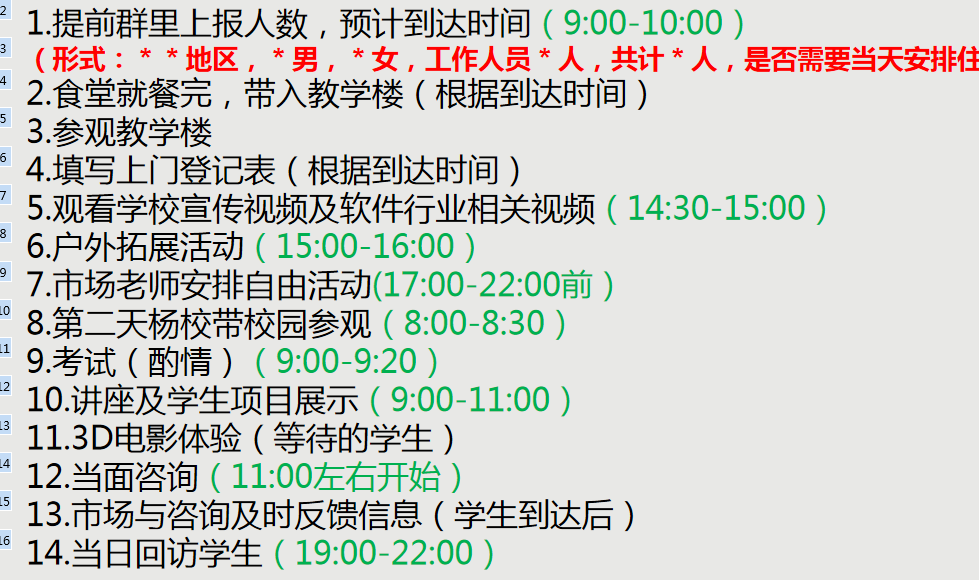 2
1.提前群里上报人数，预计到达时间（9:00-10:00）
3
（形式：＊＊地区，＊男，＊女，工作人员＊人，共计＊人，是否需要当天安排住
4
2.食堂就餐完，带入教学楼（根据到达时间）
5
3.参观教学楼
6
4.填写上门登记表（根据到达时间）
7
5.观看学校宣传视频及软件行业相关视频（14:30-15:00）
8
6.户外拓展活动（15:00-16:00）
9
7.市场老师安排自由活动(17:00-22:00前）
10
8.第二天杨校带校园参观（8:00-8:30）
11
9.考试（酌情）（9:00-9:20）
12
10.讲座及学生项目展示（9:00-11:00）
13
11.3D电影体验（等待的学生）
14
12.当面咨询（11:00左右开始）
15
13.市场与咨询及时反馈信息（学生到达后）
16
14.当日回访学生（19:00-22:00）